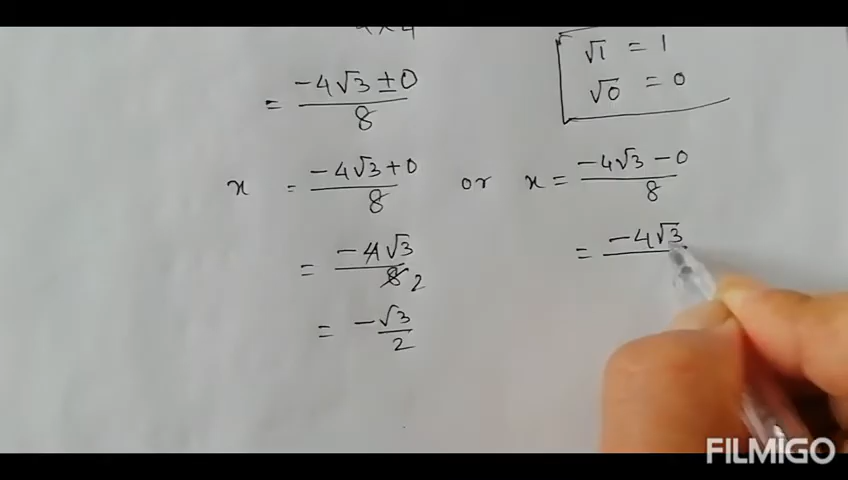 = -4√3 ± 0 / 8
√1 = 1
√0 = 0
x = -4√3 + 0 / 8 or x = -4√3 - 0 / 8
= -4√3 / 8 2
= -4√3
= -√3 / 2
FILMIGO